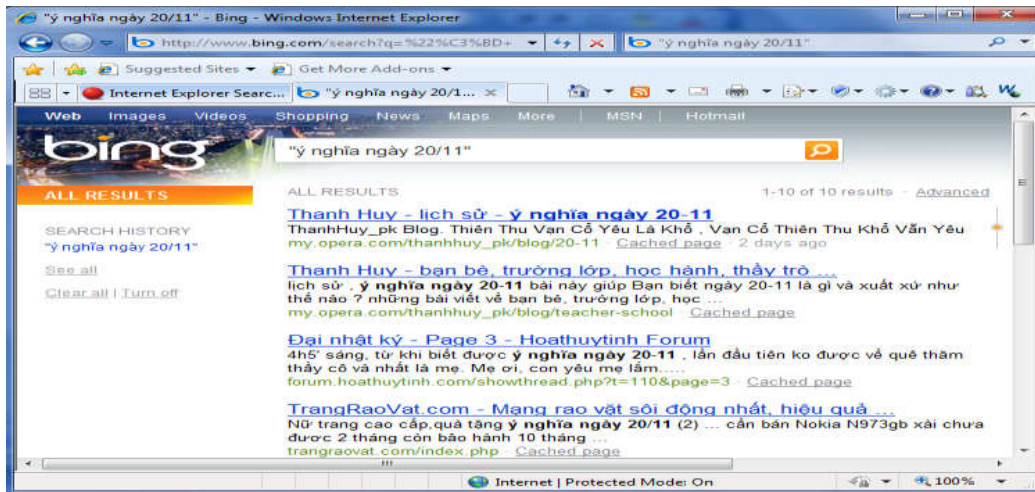 "ý nghĩa ngày 20/11" - Bing - Windows Internet Explorer
http://www.bing.com/search?q=%22%C3%BD+ "ý nghĩa ngày 20/11"
Suggested Sites Get More Add-ons
Internet Explorer Searc... "ý nghĩa ngày 20/1...
Web Images Videos Shopping News Maps More | MSN | Hotmail
bing "ý nghĩa ngày 20/11"
ALL RESULTS
SEARCH HISTORY
"ý nghĩa ngày 20/11"
See all
Clear all | Turn off
ALL RESULTS 1-10 of 10 results · Advanced
Thanh Huy - lịch sử - ý nghĩa ngày 20-11
ThanhHuy_pk Blog. Thiên Thu Vạn Cổ Yêu Là Khổ , Vạn Cổ Thiên Thu Khổ Vẫn Yêu
my.opera.com/thanhhuy_pk/blog/20-11 · Cached page · 2 days ago
Thanh Huy - bạn bè, trường lớp, học hành, thầy trò ...
lịch sử , ý nghĩa ngày 20-11 bài này giúp Bạn biết ngày 20-11 là gì và xuất xứ như
thế nào ? những bài viết về bạn bè, trường lớp, học ...
my.opera.com/thanhhuy_pk/blog/teacher-school · Cached page
Đại nhật ký - Page 3 - Hoathuytinh Forum
4h5' sáng, từ khi biết được ý nghĩa ngày 20-11 , lần đầu tiên ko được về quê thăm
thầy cô và nhất là mẹ. Mẹ ơi, con yêu mẹ lắm.....
forum.hoathuytinh.com/showthread.php?t=110&page=3 · Cached page
TrangRaoVat.com - Mạng rao vặt sôi động nhất, hiệu quả ...
Nữ trang cao cấp,quà tặng ý nghĩa ngày 20/11 (2) ... cần bán Nokia N973gb xài chưa
được 2 tháng còn bảo hành 10 tháng ...
trangraovat.com/index.php · Cached page
Internet | Protected Mode: On 100%